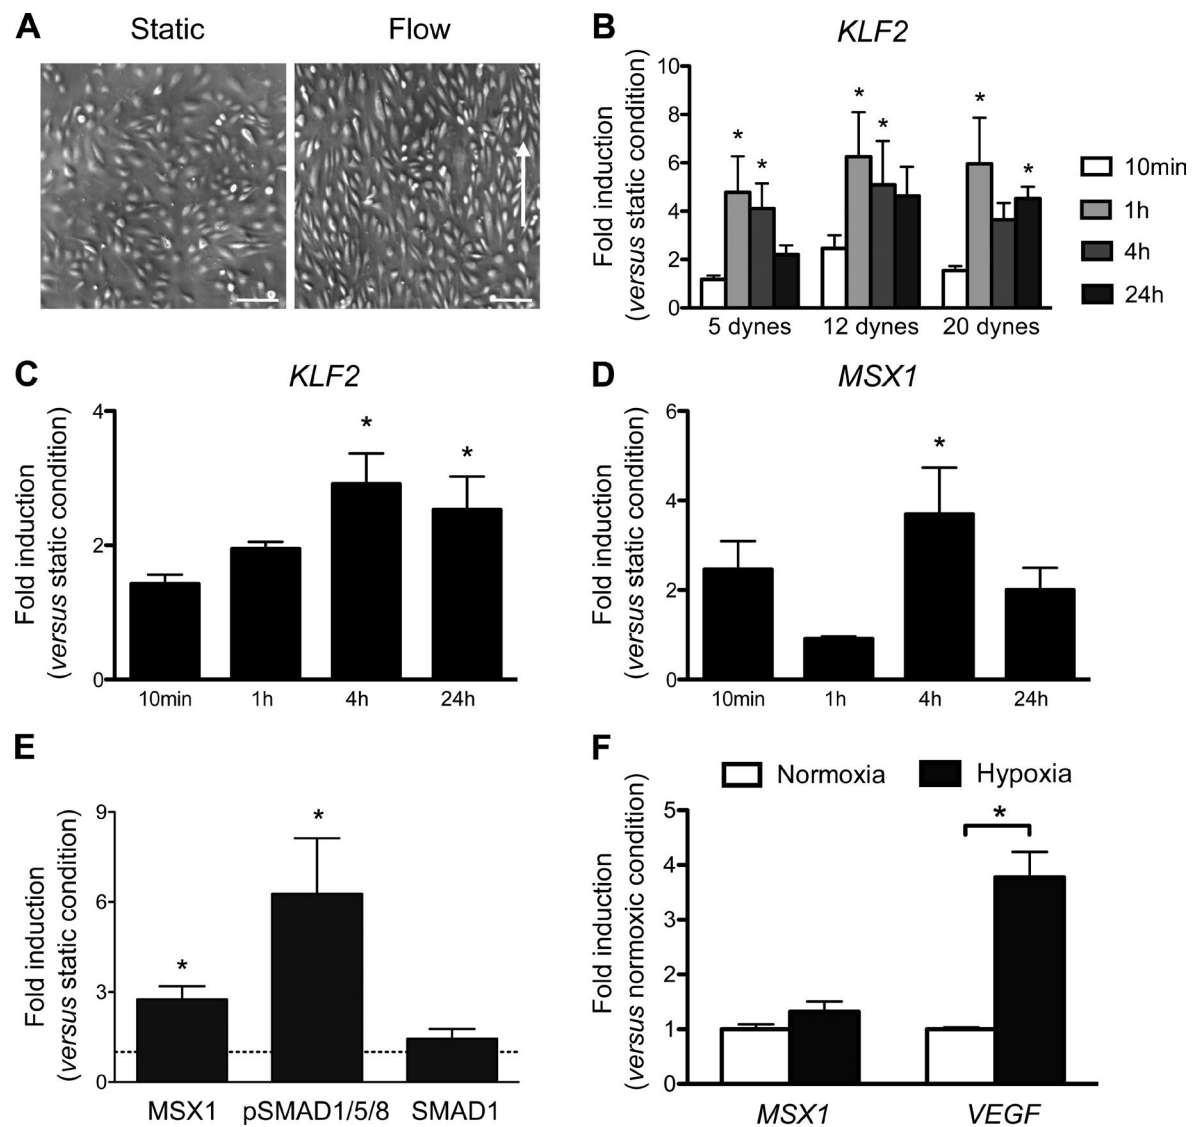 A
Static
Flow
B
KLF2
Fold induction
(versus static condition)
10
8
6
4
2
0
* * * * * *
5 dynes 12 dynes 20 dynes
10min
1h
4h
24h
C
KLF2
Fold induction
(versus static condition)
4
2
0
* *
10min 1h 4h 24h
D
MSX1
Fold induction
(versus static condition)
6
4
2
0
*
10min 1h 4h 24h
E
Fold induction
(versus static condition)
9
6
3
0
* *
MSX1 pSMAD1/5/8 SMAD1
F
Normoxia Hypoxia
Fold induction
(versus normoxic condition)
5
4
3
2
1
0
*
MSX1 VEGF